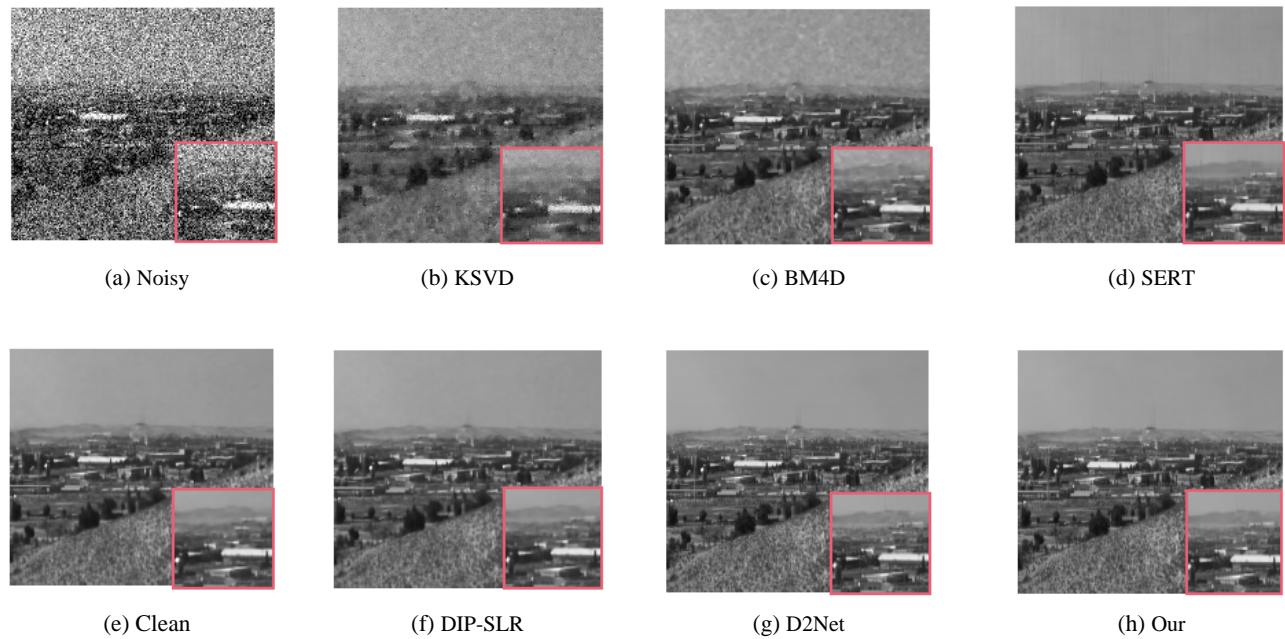 (a) Noisy
(b) KSVD
(c) BM4D
(d) SERT
(e) Clean
(f) DIP-SLR
(g) D2Net
(h) Our